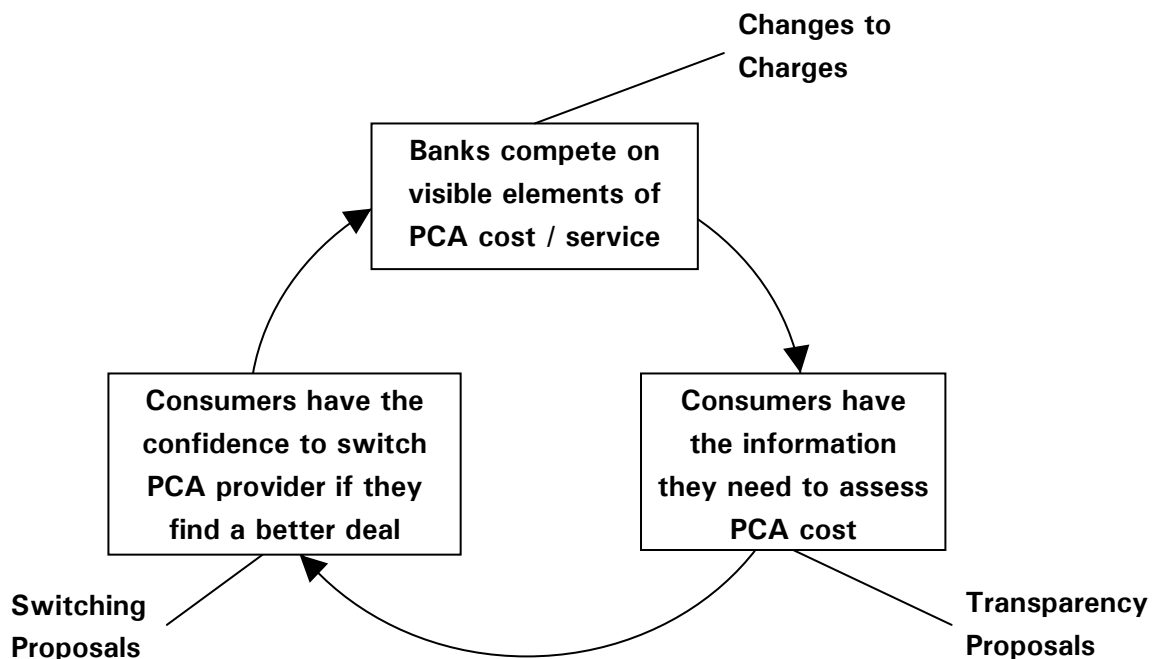 Changes to
Charges
Banks compete on
visible elements of
PCA cost / service
Consumers have the
confidence to switch
PCA provider if they
find a better deal
Consumers have
the information
they need to assess
PCA cost
Switching
Proposals
Transparency
Proposals